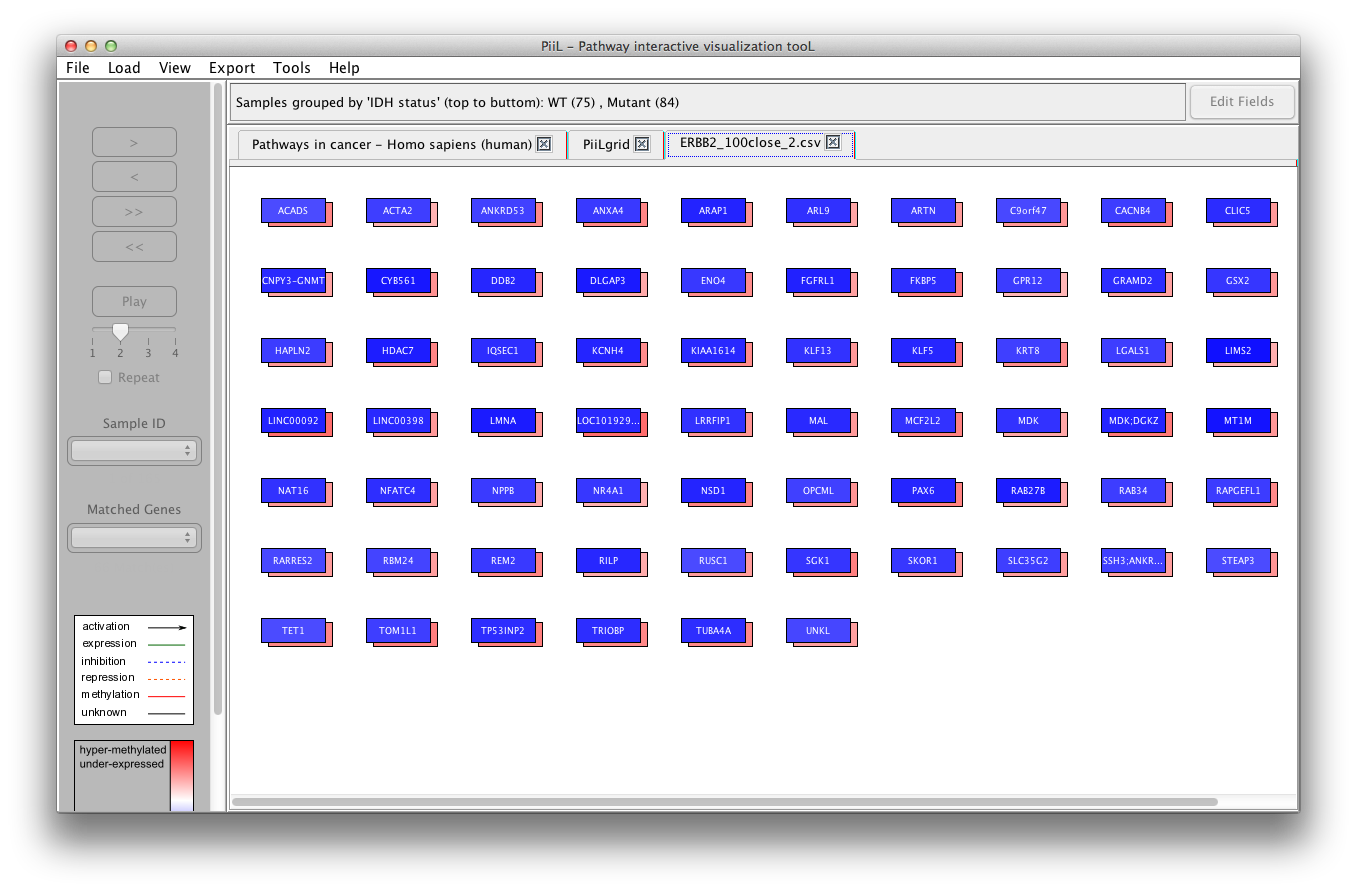 PiiL - Pathway interactive visualization tooL
File Load View Export Tools Help
Samples grouped by 'IDH status' (top to buttom): WT (75) , Mutant (84)
Edit Fields
Pathways in cancer - Homo sapiens (human)
PiiLgrid
ERBB2_100close_2.csv
>
<
>>
<<
Play
1 2 3 4
Repeat
Sample ID
Matched Genes
activation
expression
inhibition
repression
methylation
unknown
hyper-methylated
under-expressed
ACADS ACTA2 ANKRD53 ANXA4 ARAP1 ARL9 ARTN C9orf47 CACNB4 CLIC5
CNPY3-GNMT CYB561 DDB2 DLGAP3 ENO4 FGFRL1 FKBP5 GPR12 GRAMD2 GSX2
HAPLN2 HDAC7 IQSEC1 KCNH4 KIAA1614 KLF13 KLF5 KRT8 LGALS1 LIMS2
LINC00092 LINC00398 LMNA LOC101929... LRRFIP1 MAL MCF2L2 MDK MDK;DGKZ MT1M
NAT16 NFATC4 NPPB NR4A1 NSD1 OPCML PAX6 RAB27B RAB34 RAPGEFL1
RARRES2 RBM24 REM2 RILP RUSC1 SGK1 SKOR1 SLC35G2 SSH3;ANKR... STEAP3
TET1 TOM1L1 TP53INP2 TRIOBP TUBA4A UNKL